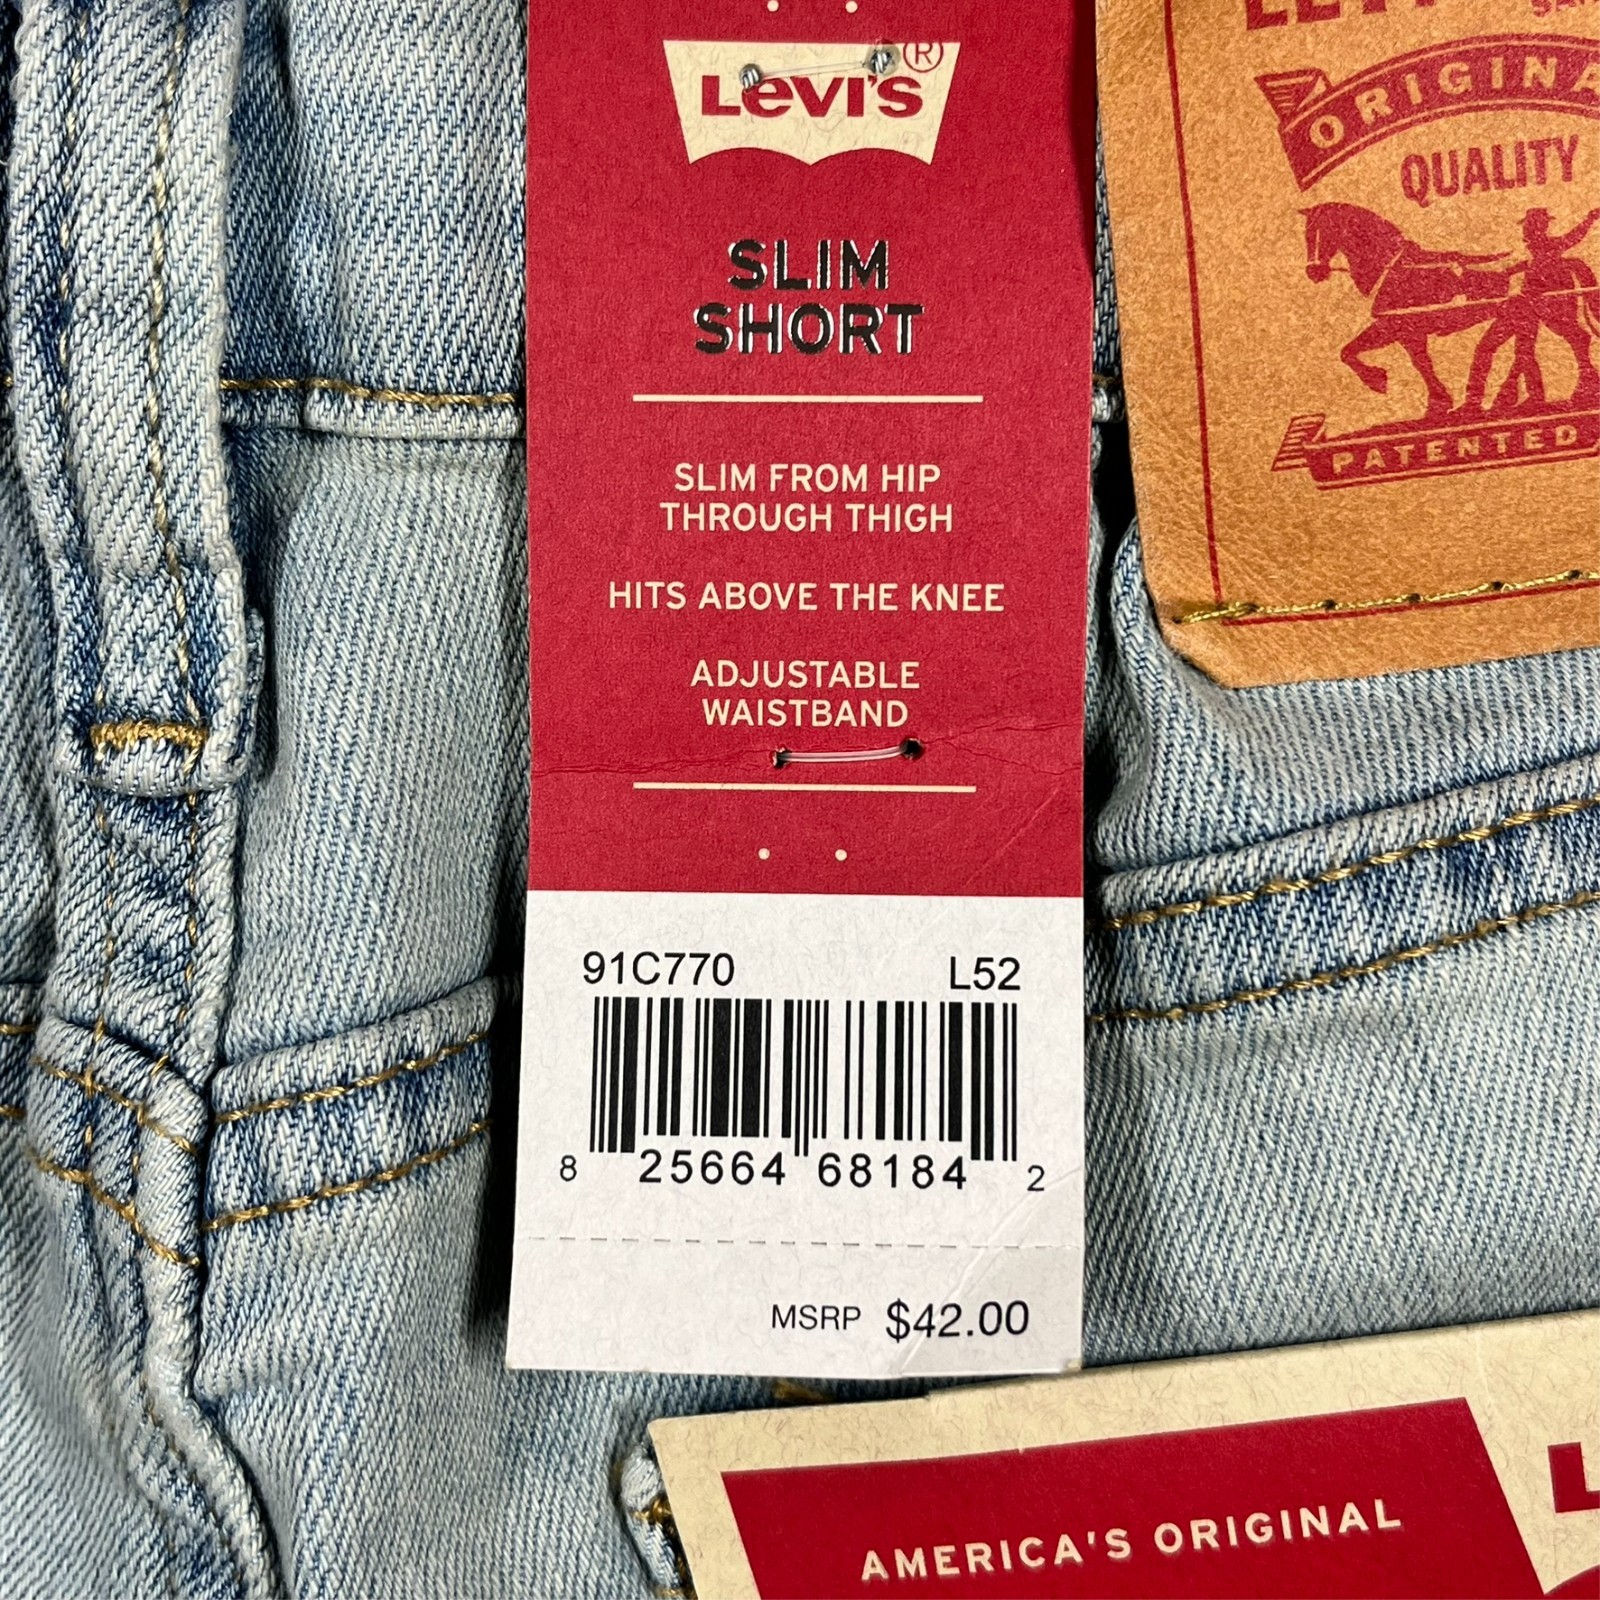 Levi's®
SLIM
SHORT
SLIM FROM HIP
THROUGH THIGH
HITS ABOVE THE KNEE
ADJUSTABLE
WAISTBAND
91C770 L52
8 25664 68184 2
MSRP $42.00
QUALITY
PATENTED
AMERICA'S ORIGINAL